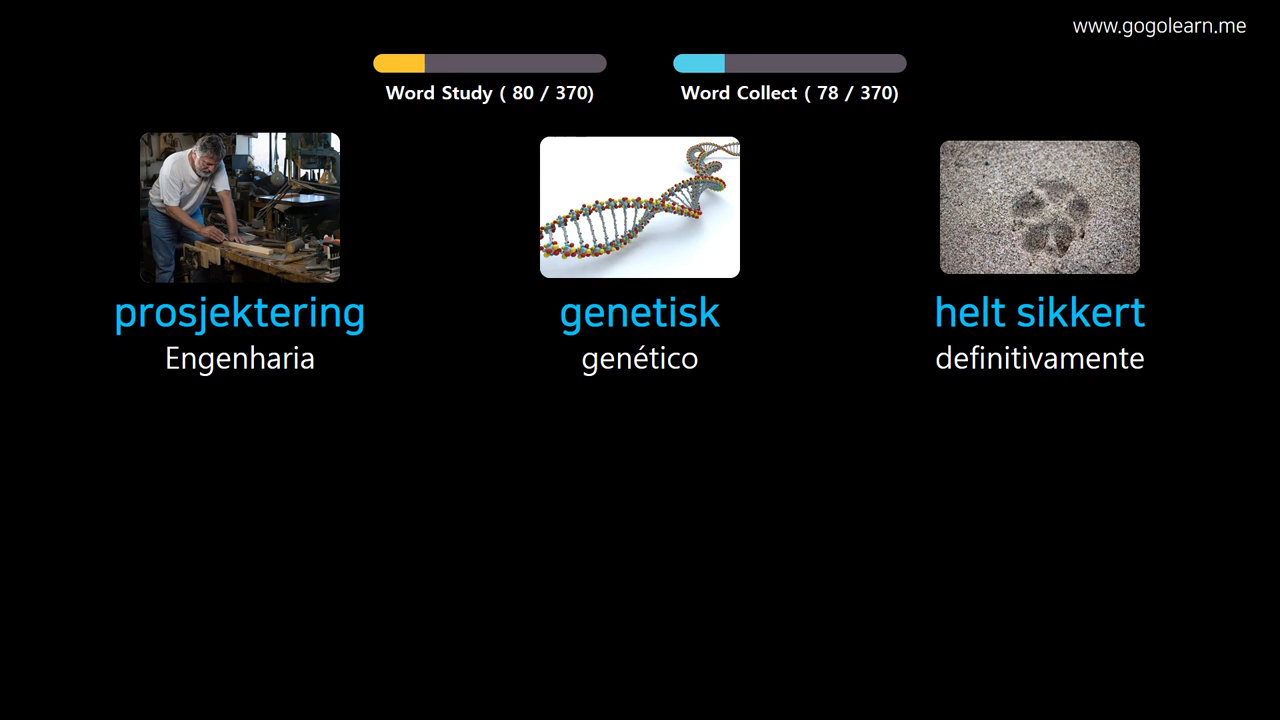 www.gogolearn.me
Word Study ( 80 / 370)
Word Collect ( 78 / 370)
prosjektering
Engenharia
genetisk
genético
helt sikkert
definitivamente